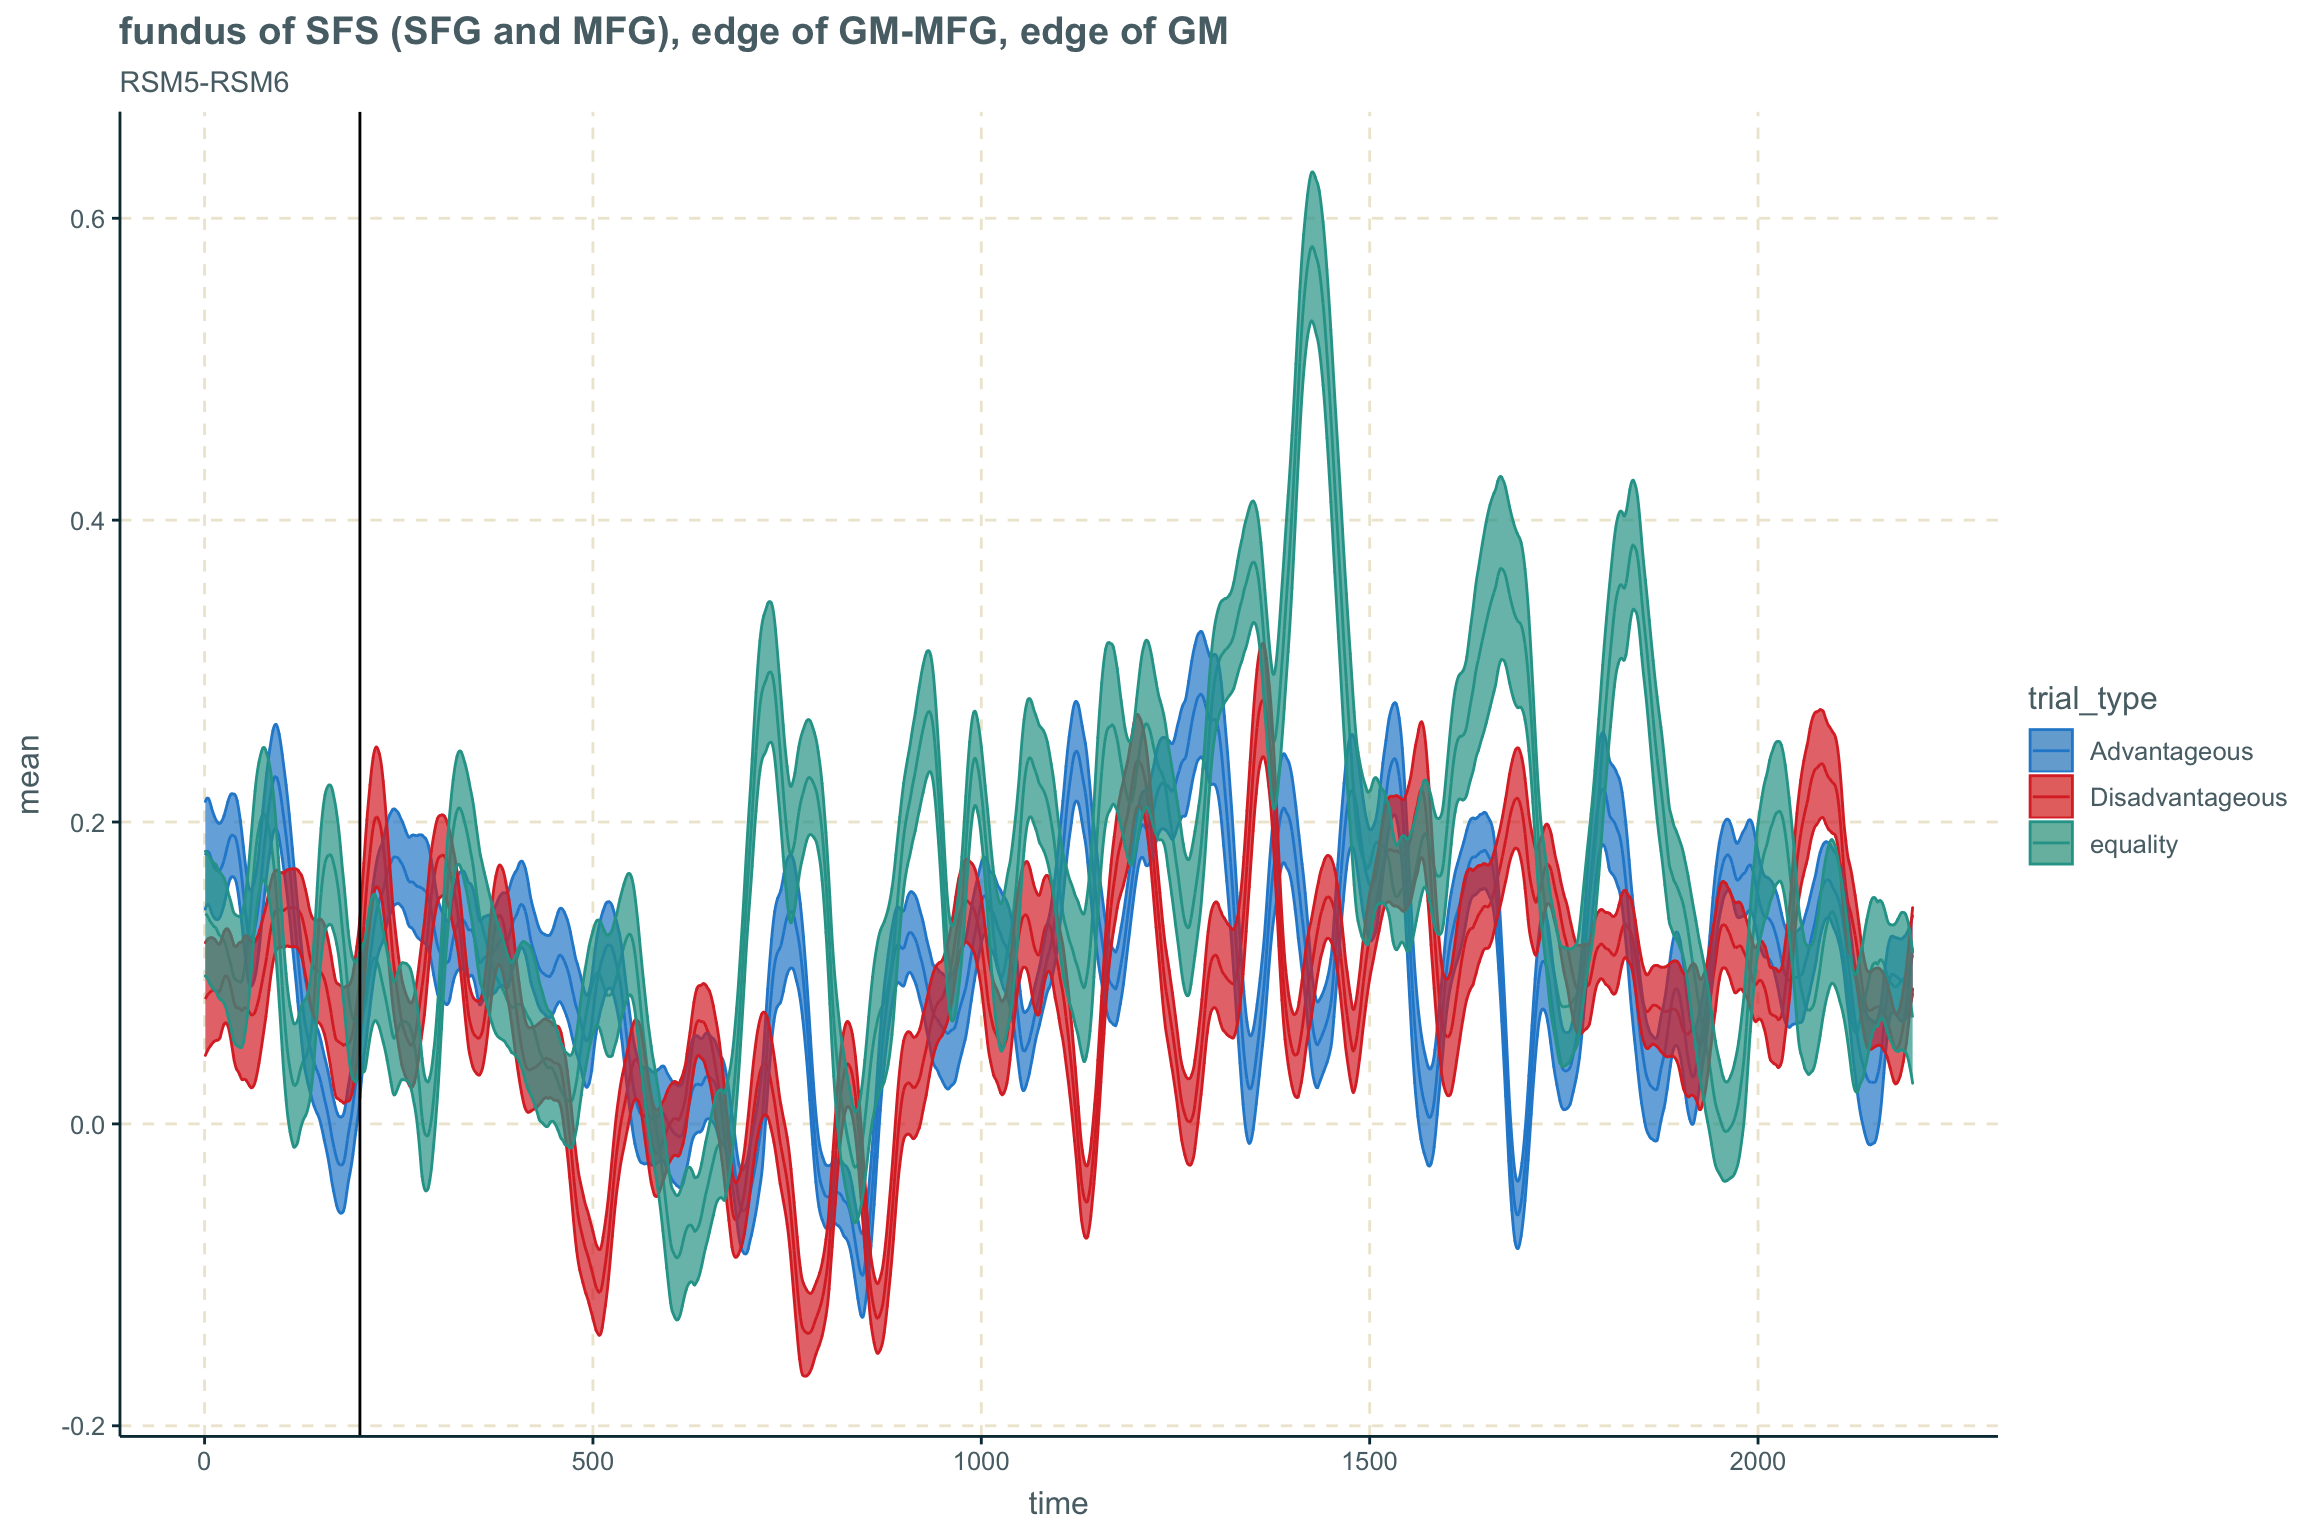 fundus of SFS (SFG and MFG), edge of GM-MFG, edge of GM
RSM5-RSM6
mean
0.6
0.4
0.2
0.0
-0.2
0
500
1000
1500
2000
time
trial_type
Advantageous
Disadvantageous
equality